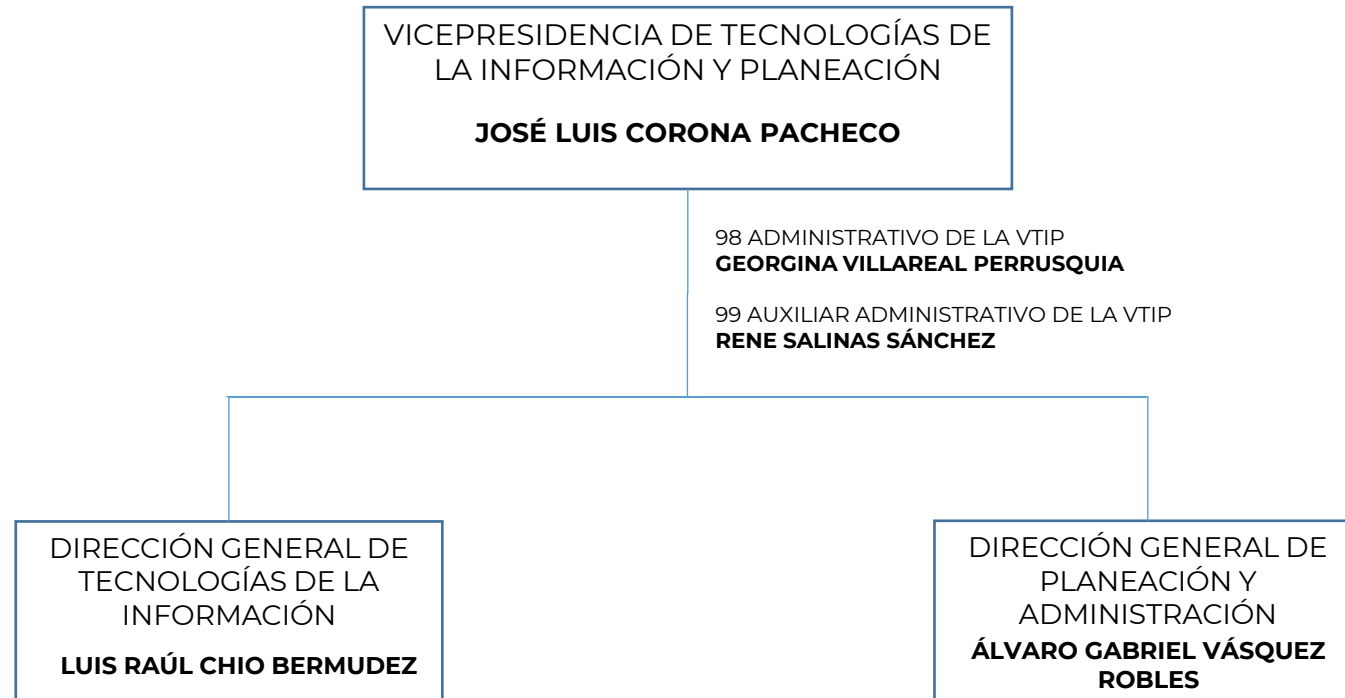 VICEPRESIDENCIA DE TECNOLOGÍAS DE
LA INFORMACIÓN Y PLANEACIÓN
JOSÉ LUIS CORONA PACHECO
98 ADMINISTRATIVO DE LA VTIP
GEORGINA VILLAREAL PERRUSQUIA
99 AUXILIAR ADMINISTRATIVO DE LA VTIP
RENE SALINAS SÁNCHEZ
DIRECCIÓN GENERAL DE
TECNOLOGÍAS DE LA
INFORMACIÓN
LUIS RAÚL CHIO BERMUDEZ
DIRECCIÓN GENERAL DE
PLANEACIÓN Y
ADMINISTRACIÓN
ÁLVARO GABRIEL VÁSQUEZ
ROBLES